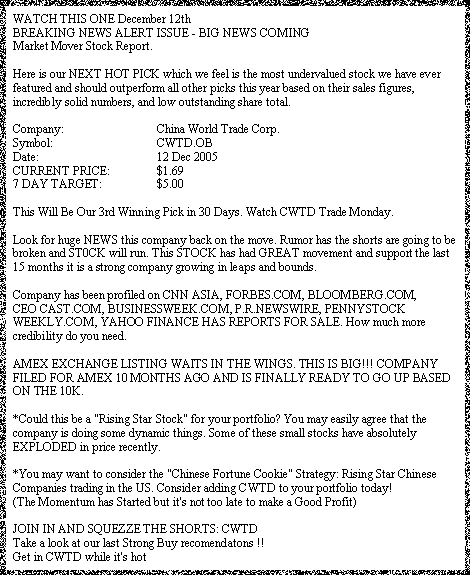 WATCH THIS ONE December 12th
BREAKING NEWS ALERT ISSUE - BIG NEWS COMING
Market Mover Stock Report.
Here is our NEXT HOT PICK which we feel is the most undervalued stock we have ever
featured and should outperform all other picks this year based on their sales figures,
incredibly solid numbers, and low outstanding share total.
Company: China World Trade Corp.
Symbol: CWTD.OB
Date: 12 Dec 2005
CURRENT PRICE: $1.69
7 DAY TARGET: $5.00
This Will Be Our 3rd Winning Pick in 30 Days. Watch CWTD Trade Monday.
Look for huge NEWS this company back on the move. Rumor has the shorts are going to be
broken and ST0CK will run. This STOCK has had GREAT movement and support the last
15 months it is a strong company growing in leaps and bounds.
Company has been profiled on CNN ASIA, FORBES.COM, BLOOMBERG.COM,
CEO CAST.COM, BUSINESSWEEK.COM, P.R.NEWSWIRE, PENNYSTOCK
WEEKLY.COM, YAHOO FINANCE HAS REPORTS FOR SALE. How much more
credibility do you need.
AMEX EXCHANGE LISTING WAITS IN THE WINGS. THIS IS BIG!!! COMPANY
FILED FOR AMEX 10 MONTHS AGO AND IS FINALLY READY TO GO UP BASED
ON THE 10K.
*Could this be a "Rising Star Stock" for your portfolio? You may easily agree that the
company is doing some dynamic things. Some of these small stocks have absolutely
EXPLODED in price recently.
*You may want to consider the "Chinese Fortune Cookie" Strategy: Rising Star Chinese
Companies trading in the US. Consider adding CWTD to your portfolio today!
(The Momentum has Started but it's not too late to make a Good Profit)
JOIN IN AND SQUEZZE THE SHORTS: CWTD
Take a look at our last Strong Buy recomendatons !!
Get in CWTD while it's hot